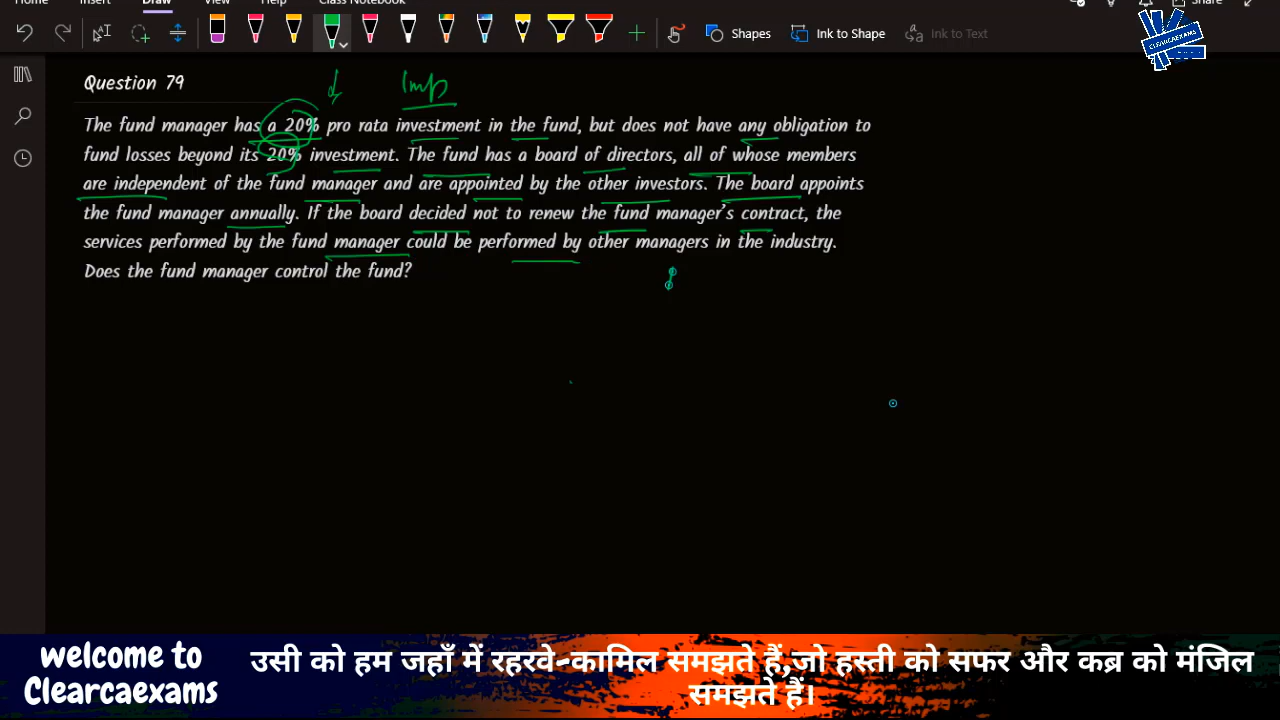 Home Insert Draw View Help Class Notebook Share
Shapes Ink to Shape Ink to Text
CLEARCAEXAMS
Question 79
Imp
The fund manager has a 20% pro rata investment in the fund, but does not have any obligation to
fund losses beyond its 20% investment. The fund has a board of directors, all of whose members
are independent of the fund manager and are appointed by the other investors. The board appoints
the fund manager annually. If the board decided not to renew the fund manager's contract, the
services performed by the fund manager could be performed by other managers in the industry.
Does the fund manager control the fund?
welcome to
Clearcaexams
उसी को हम जहाँ में रहरवे-कामिल समझते हैं,जो हस्ती को सफर और कब्र को मंजिल
समझते हैं।